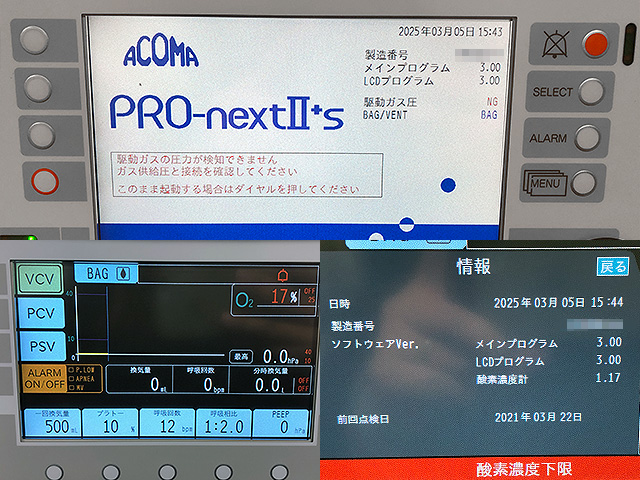 2025年03月05日 15:43
ACOMA
製造番号
メインプログラム 3.00
LCDプログラム 3.00
PRO-nextII+s
駆動ガス圧 NG
BAG/VENT BAG
駆動ガスの圧力が検知できません
ガス供給圧と接続を確認してください
このまま起動する場合はダイヤルを押してください
SELECT
ALARM
MENU
VCV
BAG
PCV
PSV
40
0
O2 17%
OFF
25
最高 0.0hPa
40
10
ALARM
ON/OFF
P.LOW
APNEA
MV
換気量
0mL
呼吸回数
0
分時換気量
0.0L
OFF
OFF
一回換気量
500mL
プラトー
10%
呼吸回数
12bpm
呼吸相比
1:2.0
PEEP
0hPa
情報
戻る
日時 2025年03月05日 15:44
製造番号
ソフトウェアVer. メインプログラム 3.00
LCDプログラム 3.00
酸素濃度計 1.17
前回点検日 2021年03月22日
酸素濃度下限